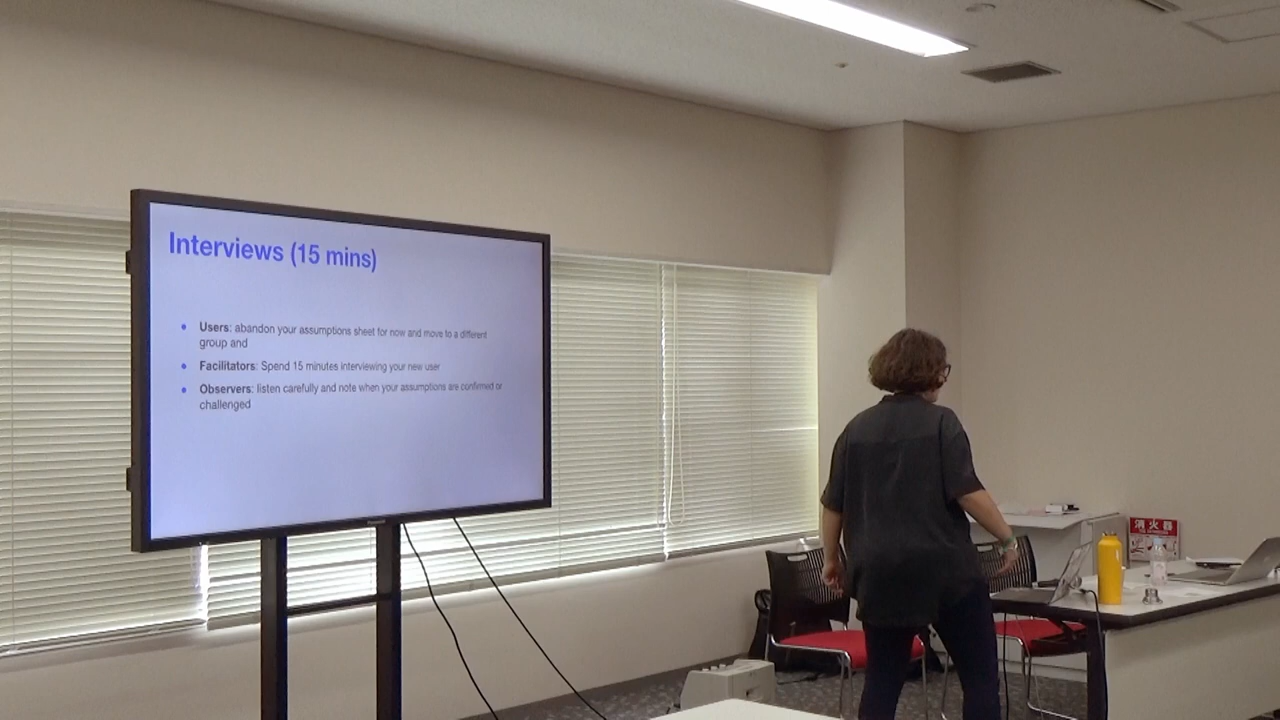 Interviews (15 mins)
Users: abandon your assumptions sheet for now and move to a different
group and
Facilitators: Spend 15 minutes interviewing your new user
Observers: listen carefully and note when your assumptions are confirmed or
challenged
Panasonic
消火器